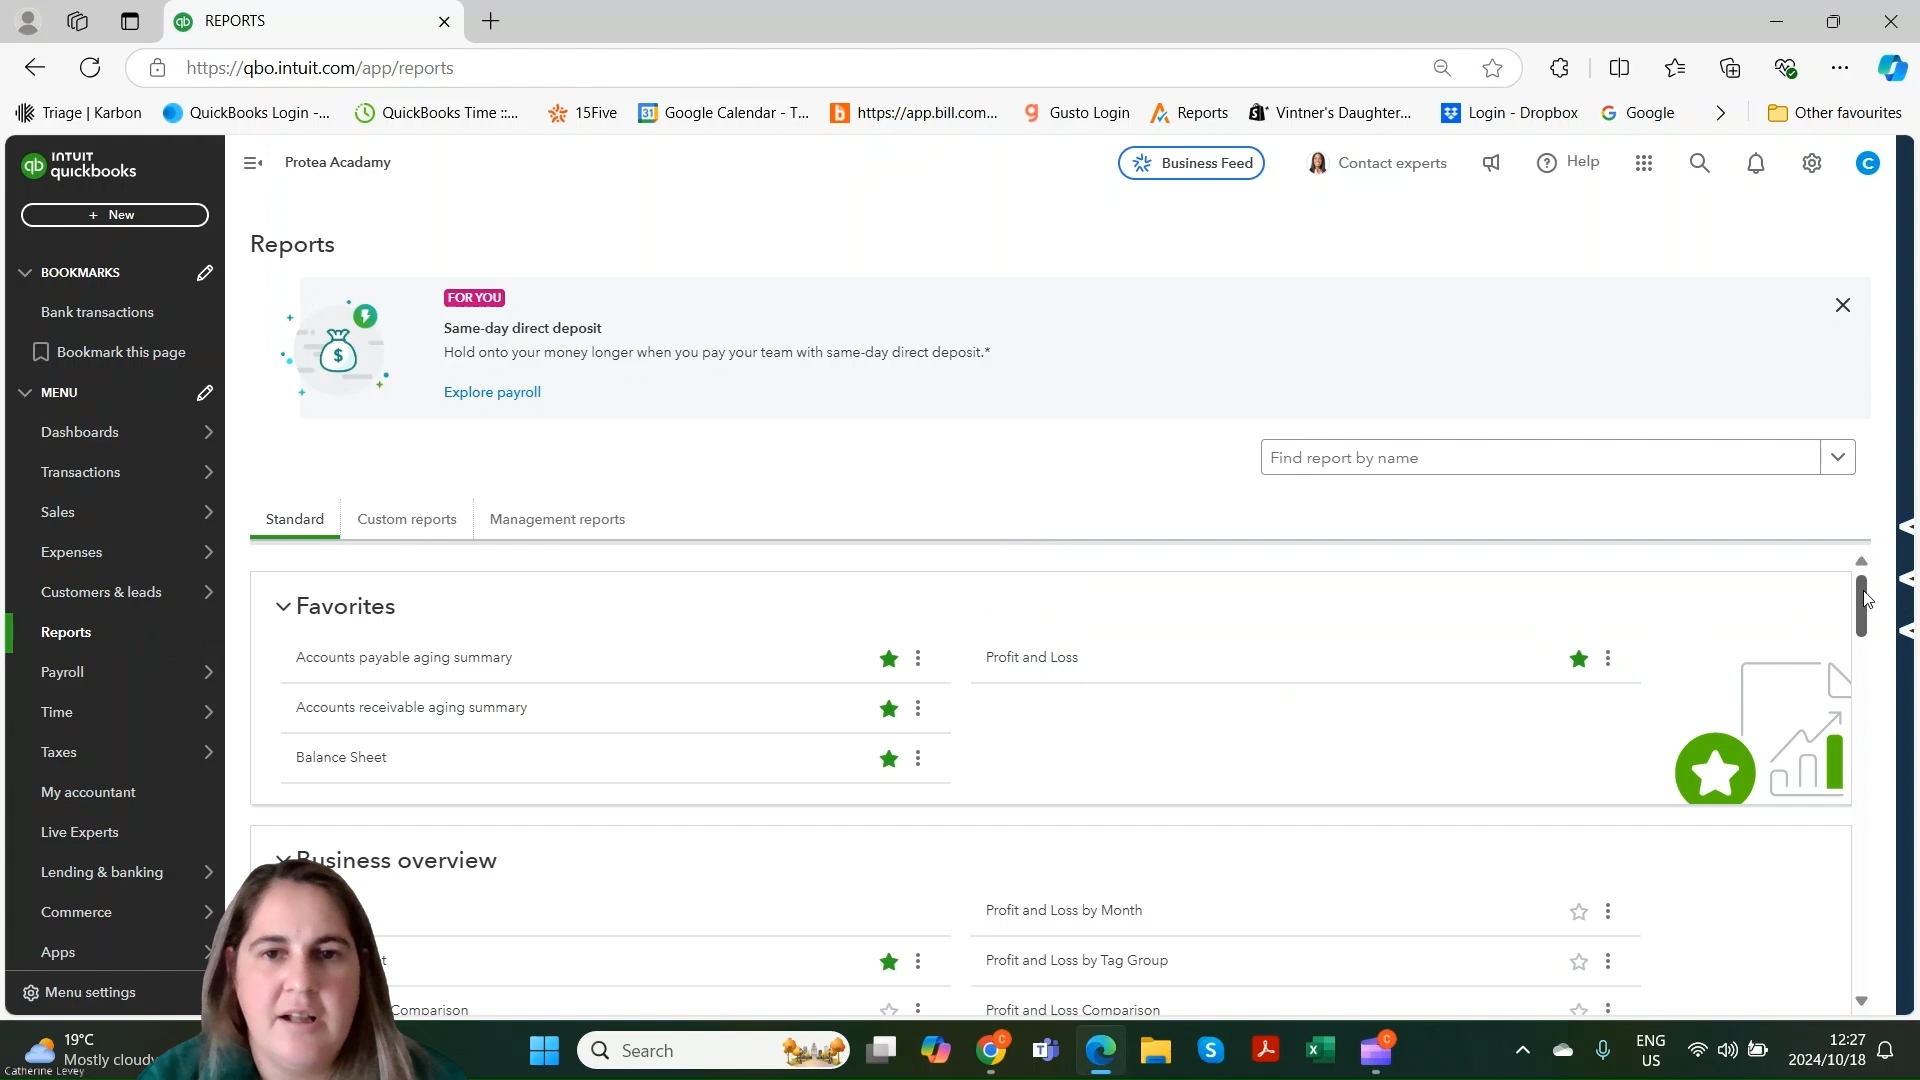 REPORTS
https://qbo.intuit.com/app/reports
Triage | Karbon
QuickBooks Login -...
QuickBooks Time ::...
15Five
Google Calendar - T...
https://app.bill.com...
Gusto Login
Reports
Vintner's Daughter...
Login - Dropbox
Google
Other favourites
INTUIT
quickbooks
Protea Acadamy
Business Feed
Contact experts
Help
C
+ New
BOOKMARKS
Bank transactions
Bookmark this page
MENU
Dashboards
Transactions
Sales
Expenses
Customers & leads
Reports
Payroll
Time
Taxes
My accountant
Live Experts
Lending & banking
Commerce
Apps
Menu settings
Reports
FOR YOU
Same-day direct deposit
Hold onto your money longer when you pay your team with same-day direct deposit.*
Explore payroll
Find report by name
Standard
Custom reports
Management reports
Favorites
Accounts payable aging summary
Profit and Loss
Accounts receivable aging summary
Balance Sheet
Business overview
Profit and Loss by Month
Profit and Loss by Tag Group
Comparison
Profit and Loss Comparison
19°C
Mostly cloudy
Catherine Levey
Search
ENG
US
12:27
2024/10/18